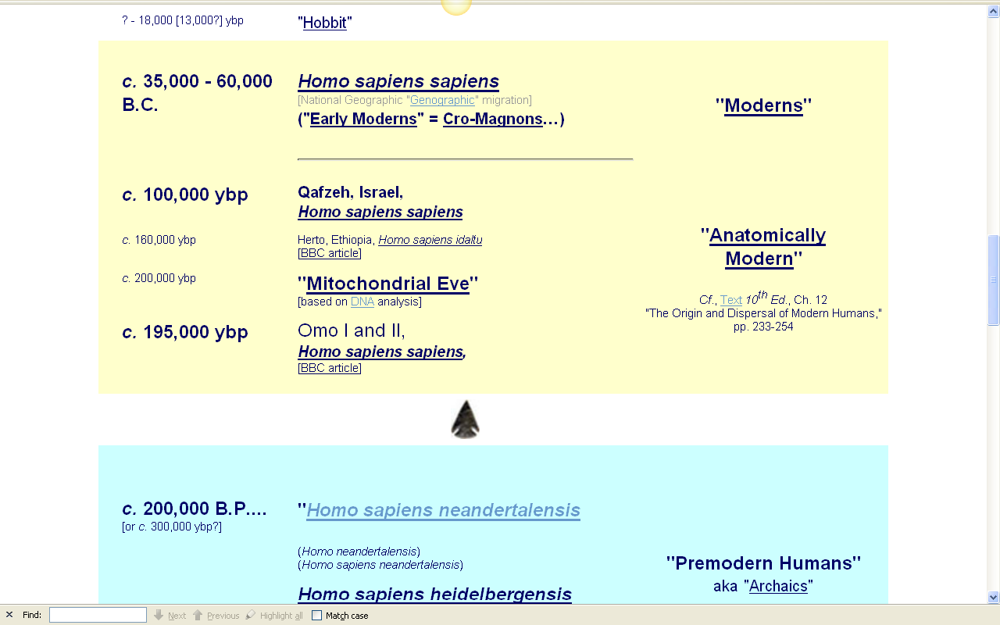 ? - 18,000 [13,000?] ybp "Hobbit"
c. 35,000 - 60,000
B.C.
Homo sapiens sapiens
[National Geographic "Genographic" migration]
("Early Moderns" = Cro-Magnons…)
"Moderns"
c. 100,000 ybp
Qafzeh, Israel,
Homo sapiens sapiens
c. 160,000 ybp
Herto, Ethiopia, Homo sapiens idaltu
[BBC article]
c. 200,000 ybp
"Mitochondrial Eve"
[based on DNA analysis]
c. 195,000 ybp
Omo I and II,
Homo sapiens sapiens,
[BBC article]
"Anatomically
Modern"
Cf., Text 10th Ed., Ch. 12
"The Origin and Dispersal of Modern Humans,"
pp. 233-254
c. 200,000 B.P....
[or c. 300,000 ybp?]
"Homo sapiens neandertalensis
(Homo neandertalensis)
(Homo sapiens neandertalensis)
Homo sapiens heidelbergensis
"Premodern Humans"
aka "Archaics"
Find: Next Previous Highlight all Match case